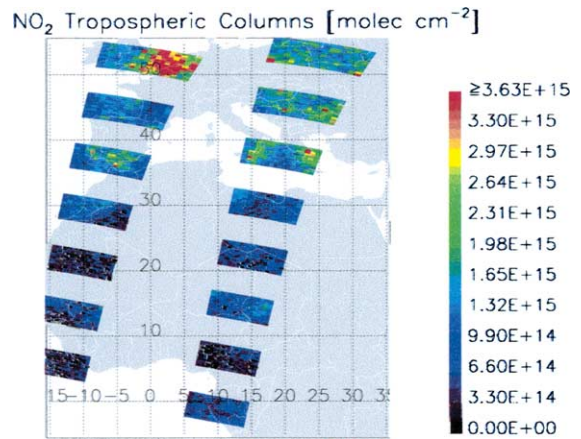 NO₂ Tropospheric Columns [molec cm⁻²]
50
40
30
20
10
15 -10 -5 0 5 10 15 20 25 30 35
≧3.63E+15
3.30E+15
2.97E+15
2.64E+15
2.31E+15
1.98E+15
1.65E+15
1.32E+15
9.90E+14
6.60E+14
3.30E+14
0.00E+00